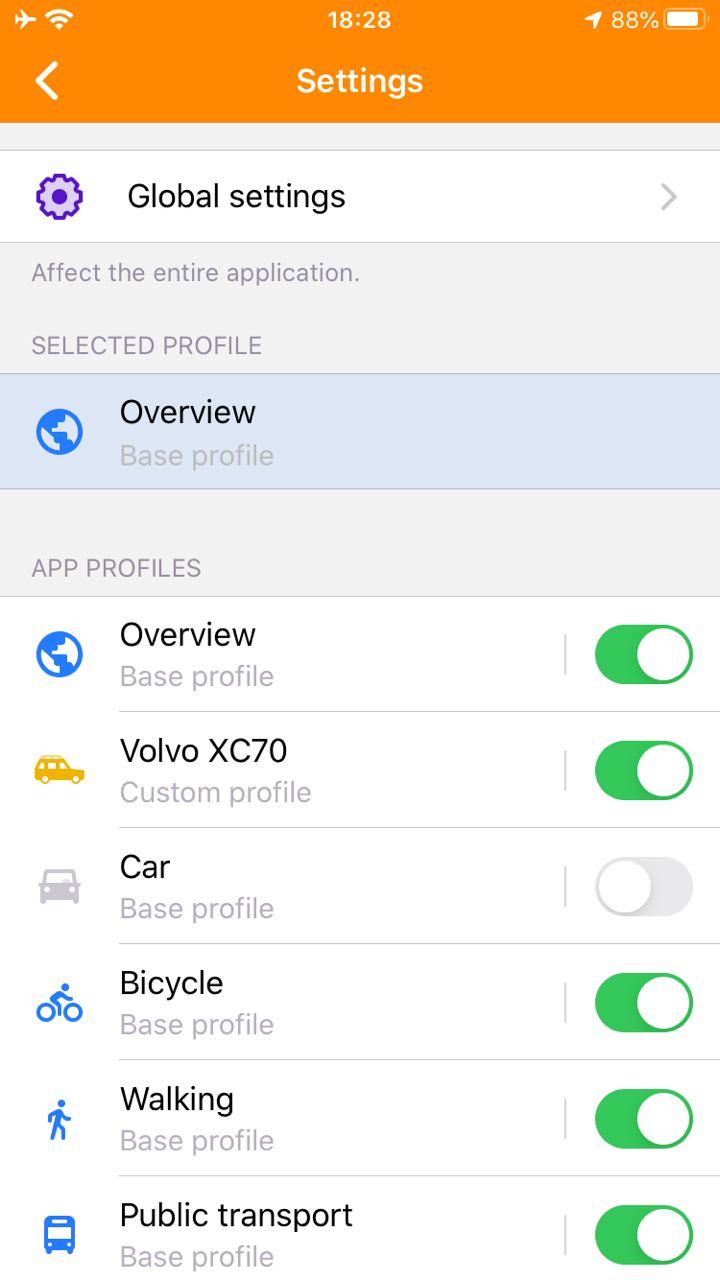 18:28
88%
Settings
Global settings
Affect the entire application.
SELECTED PROFILE
Overview
Base profile
APP PROFILES
Overview
Base profile
Volvo XC70
Custom profile
Car
Base profile
Bicycle
Base profile
Walking
Base profile
Public transport
Base profile